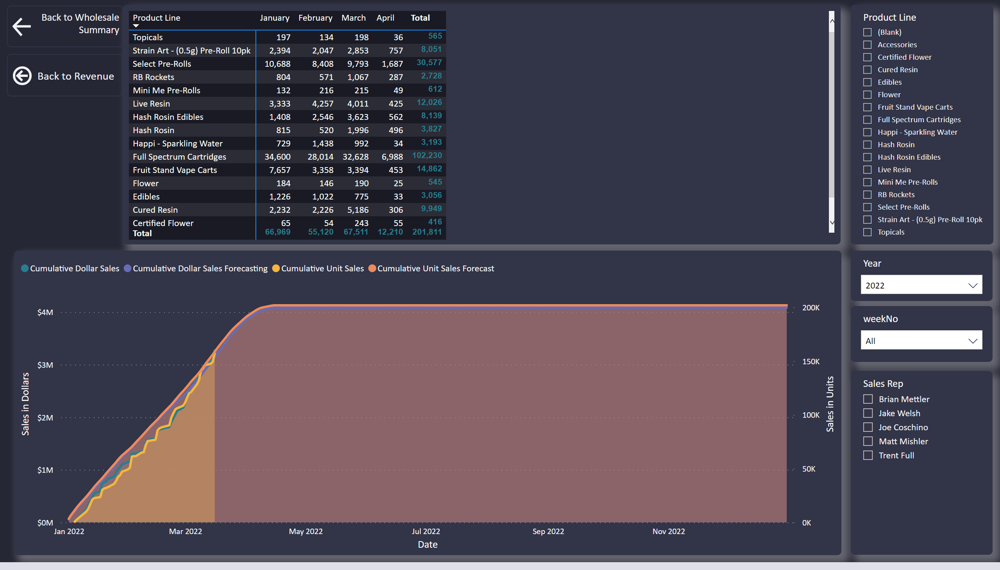 Back to Wholesale
Summary
Back to Revenue
Product Line January February March April Total
Topicals 197 134 198 36 565
Strain Art - (0.5g) Pre-Roll 10pk 2,394 2,047 2,853 757 8,051
Select Pre-Rolls 10,688 8,408 9,793 1,687 30,577
RB Rockets 804 571 1,067 287 2,728
Mini Me Pre-Rolls 132 216 215 49 612
Live Resin 3,333 4,257 4,011 425 12,026
Hash Rosin Edibles 1,408 2,546 3,623 562 8,139
Hash Rosin 815 520 1,996 496 3,827
Happi - Sparkling Water 729 1,438 992 34 3,193
Full Spectrum Cartridges 34,600 28,014 32,628 6,988 102,230
Fruit Stand Vape Carts 7,657 3,358 3,394 453 14,862
Flower 184 146 190 25 545
Edibles 1,226 1,022 775 33 3,056
Cured Resin 2,232 2,226 5,186 306 9,949
Certified Flower 65 54 243 55 416
Total 66,969 55,120 67,511 12,210 201,811
Product Line
(Blank)
Accessories
Certified Flower
Cured Resin
Edibles
Flower
Fruit Stand Vape Carts
Full Spectrum Cartridges
Happi - Sparkling Water
Hash Rosin
Hash Rosin Edibles
Live Resin
Mini Me Pre-Rolls
RB Rockets
Select Pre-Rolls
Strain Art - (0.5g) Pre-Roll 10pk
Topicals
Cumulative Dollar Sales Cumulative Dollar Sales Forecasting Cumulative Unit Sales Cumulative Unit Sales Forecast
Sales in Dollars
$4M
$3M
$2M
$1M
$0M
200K
150K
100K
50K
0K
Sales in Units
Jan 2022 Mar 2022 May 2022 Jul 2022 Sep 2022 Nov 2022
Date
Year
2022
weekNo
All
Sales Rep
Brian Mettler
Jake Welsh
Joe Coschino
Matt Mishler
Trent Full